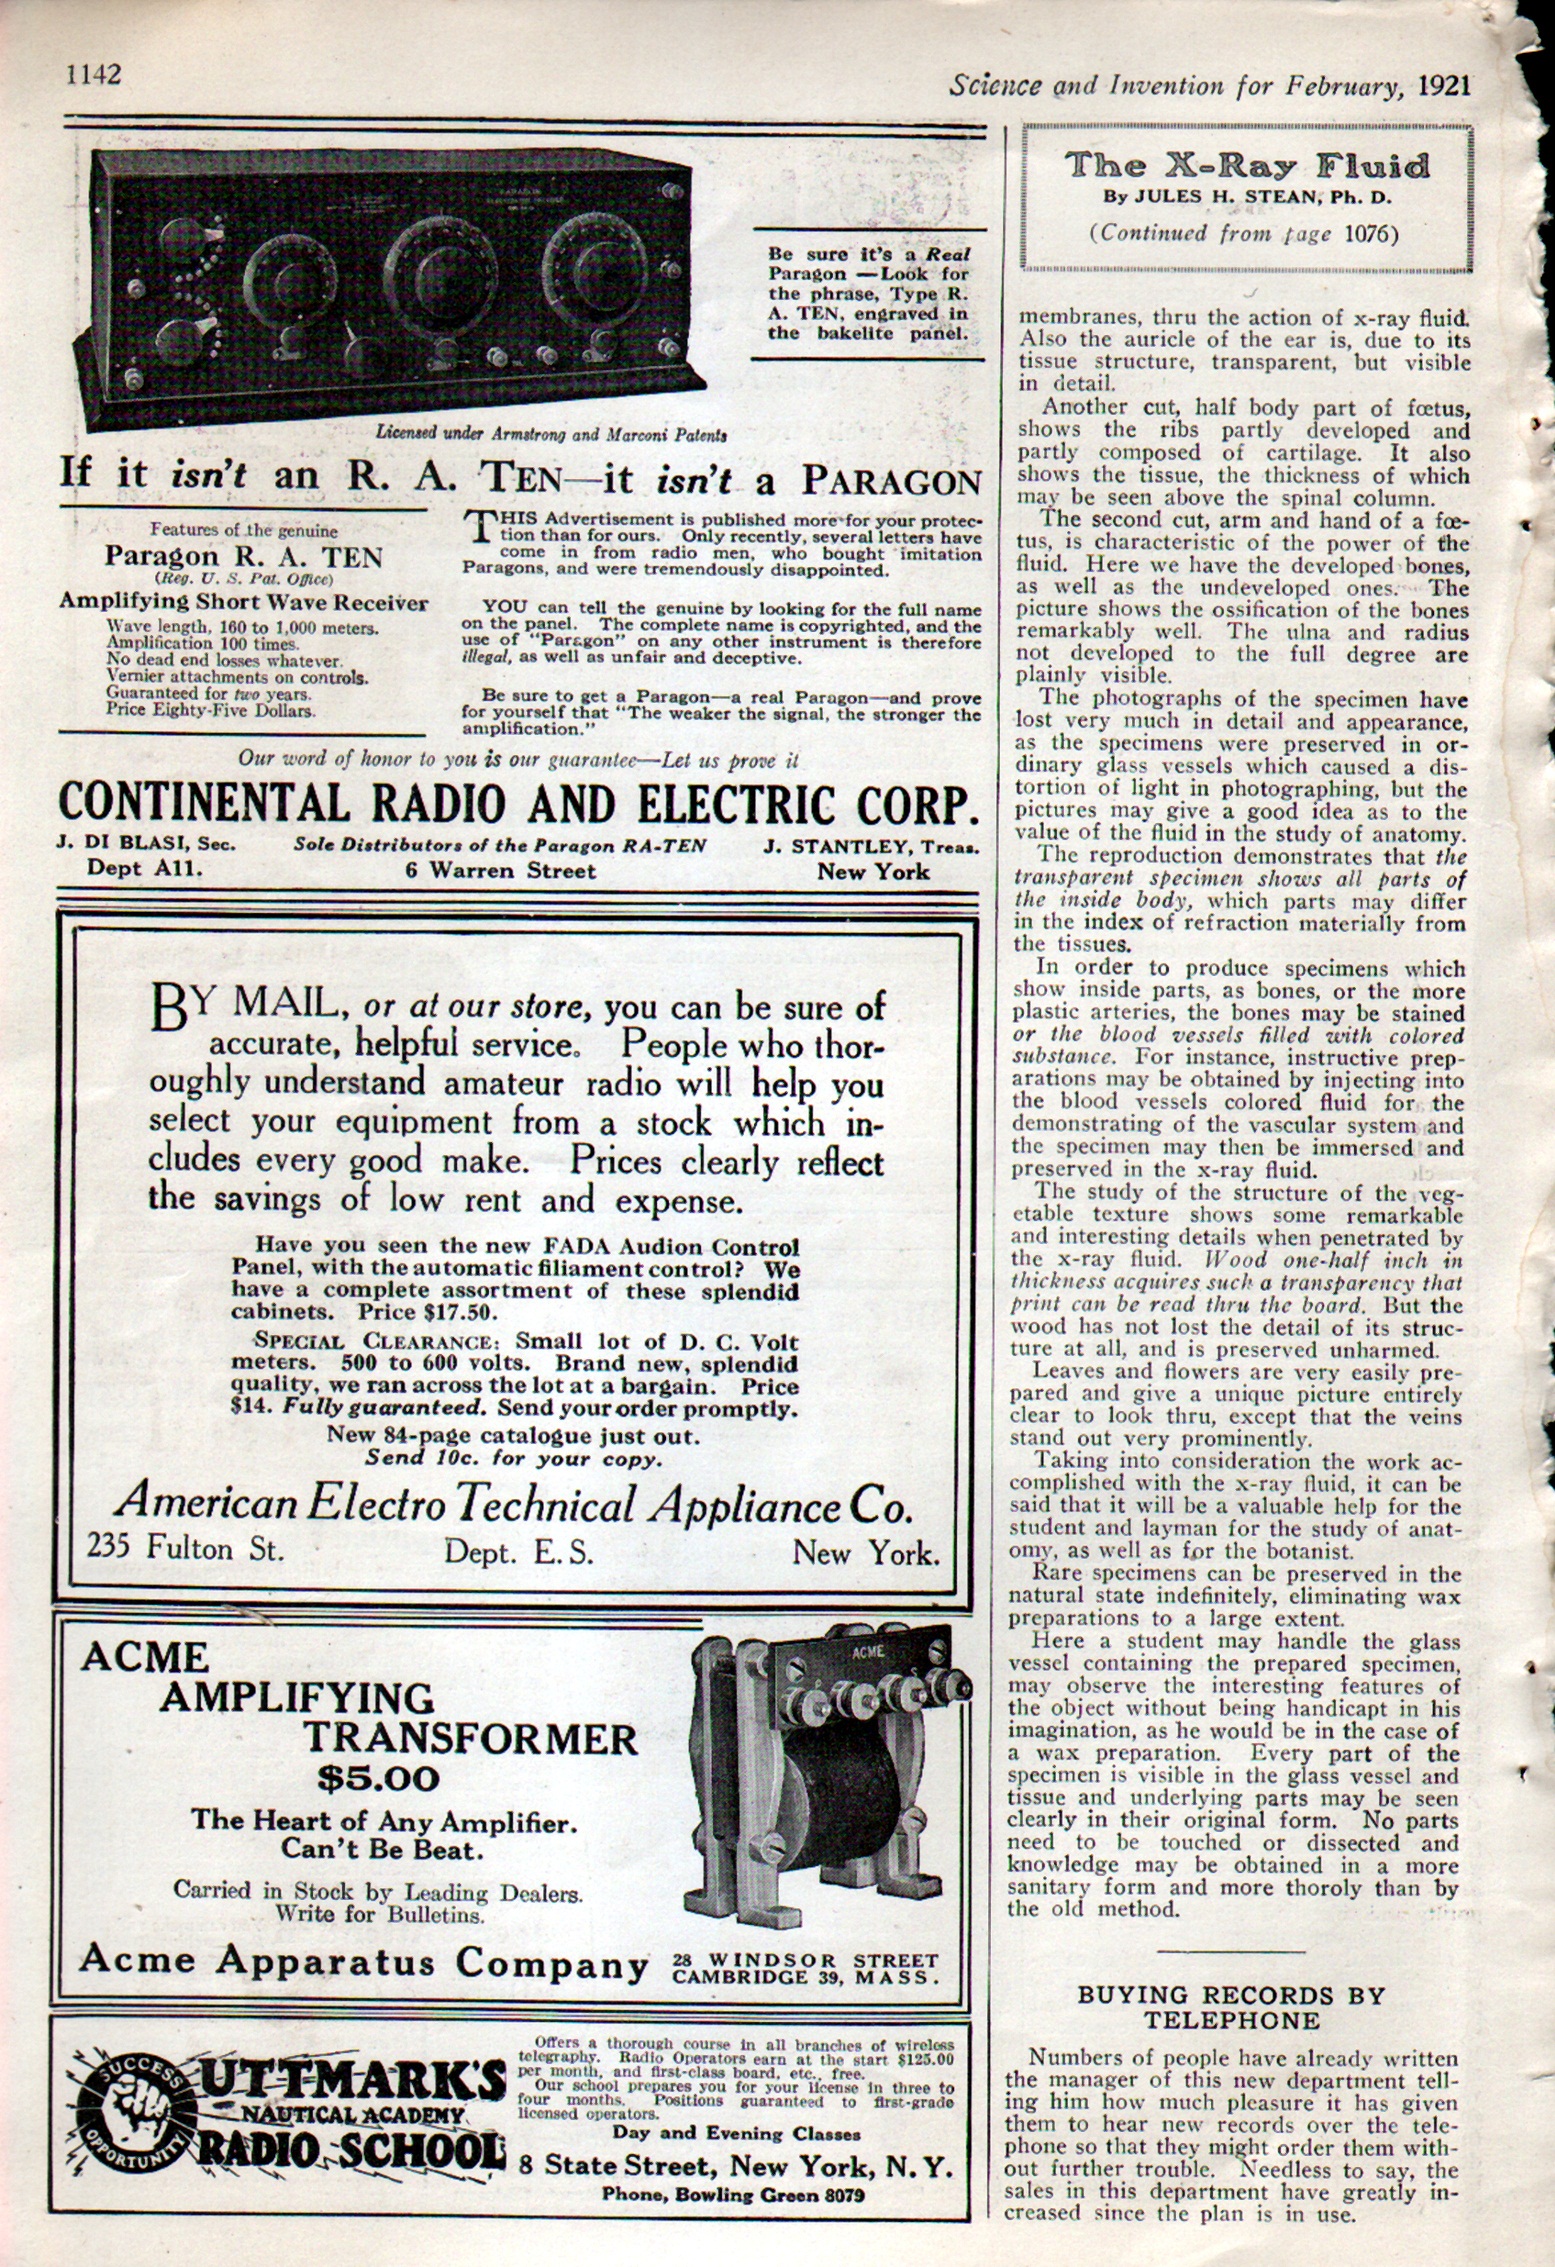 1142
Science and Invention for February, 1921
Be sure it's a Real
Paragon —Look for
the phrase, Type R.
A. TEN, engraved in
the bakelite panel.
Licensed under Armstrong and Marconi Patents
If it isn't an R. A. TEN—it isn't a PARAGON
Features of the genuine
Paragon R. A. TEN
(Reg. U. S. Pat. Office)
Amplifying Short Wave Receiver
Wave length, 160 to 1,000 meters.
Amplification 100 times.
No dead end losses whatever.
Vernier attachments on controls.
Guaranteed for two years.
Price Eighty-Five Dollars.
THIS Advertisement is published more for your protec-
tion than for ours. Only recently, several letters have
come in from radio men, who bought imitation
Paragons, and were tremendously disappointed.
YOU can tell the genuine by looking for the full name
on the panel. The complete name is copyrighted, and the
use of "Paragon" on any other instrument is therefore
illegal, as well as unfair and deceptive.
Be sure to get a Paragon—a real Paragon—and prove
for yourself that "The weaker the signal, the stronger the
amplification."
Our word of honor to you is our guarantee—Let us prove it
CONTINENTAL RADIO AND ELECTRIC CORP.
J. DI BLASI, Sec. Sole Distributors of the Paragon RA-TEN J. STANTLEY, Treas.
Dept A11. 6 Warren Street New York
BY MAIL, or at our store, you can be sure of
accurate, helpful service. People who thor-
oughly understand amateur radio will help you
select your equipment from a stock which in-
cludes every good make. Prices clearly reflect
the savings of low rent and expense.
Have you seen the new FADA Audion Control
Panel, with the automatic filiament control? We
have a complete assortment of these splendid
cabinets. Price $17.50.
SPECIAL CLEARANCE: Small lot of D. C. Volt
meters. 500 to 600 volts. Brand new, splendid
quality, we ran across the lot at a bargain. Price
$14. Fully guaranteed. Send your order promptly.
New 84-page catalogue just out.
Send 10c. for your copy.
American Electro Technical Appliance Co.
235 Fulton St. Dept. E. S. New York.
ACME
AMPLIFYING
TRANSFORMER
$5.00
The Heart of Any Amplifier.
Can't Be Beat.
Carried in Stock by Leading Dealers.
Write for Bulletins.
ACME
Acme Apparatus Company
28 WINDSOR STREET
CAMBRIDGE 39, MASS.
SUCCESS
OPPORTUNITY
UTTMARK'S
NAUTICAL ACADEMY
RADIO SCHOOL
Offers a thorough course in all branches of wireless
telegraphy. Radio Operators earn at the start $125.00
per month, and first-class board, etc., free.
Our school prepares you for your license in three to
four months. Positions guaranteed to first-grade
licensed operators.
Day and Evening Classes
8 State Street, New York, N. Y.
Phone, Bowling Green 8079
The X-Ray Fluid
By JULES H. STEAN, Ph. D.
(Continued from page 1076)
membranes, thru the action of x-ray fluid.
Also the auricle of the ear is, due to its
tissue structure, transparent, but visible
in detail.
Another cut, half body part of fœtus,
shows the ribs partly developed and
partly composed of cartilage. It also
shows the tissue, the thickness of which
may be seen above the spinal column.
The second cut, arm and hand of a fœ-
tus, is characteristic of the power of the
fluid. Here we have the developed bones,
as well as the undeveloped ones. The
picture shows the ossification of the bones
remarkably well. The ulna and radius
not developed to the full degree are
plainly visible.
The photographs of the specimen have
lost very much in detail and appearance,
as the specimens were preserved in or-
dinary glass vessels which caused a dis-
tortion of light in photographing, but the
pictures may give a good idea as to the
value of the fluid in the study of anatomy.
The reproduction demonstrates that the
transparent specimen shows all parts of
the inside body, which parts may differ
in the index of refraction materially from
the tissues.
In order to produce specimens which
show inside parts, as bones, or the more
plastic arteries, the bones may be stained
or the blood vessels filled with colored
substance. For instance, instructive prep-
arations may be obtained by injecting into
the blood vessels colored fluid for the
demonstrating of the vascular system and
the specimen may then be immersed and
preserved in the x-ray fluid.
The study of the structure of the veg-
etable texture shows some remarkable
and interesting details when penetrated by
the x-ray fluid. Wood one-half inch in
thickness acquires such a transparency that
print can be read thru the board. But the
wood has not lost the detail of its struc-
ture at all, and is preserved unharmed.
Leaves and flowers are very easily pre-
pared and give a unique picture entirely
clear to look thru, except that the veins
stand out very prominently.
Taking into consideration the work ac-
complished with the x-ray fluid, it can be
said that it will be a valuable help for the
student and layman for the study of anat-
omy, as well as for the botanist.
Rare specimens can be preserved in the
natural state indefinitely, eliminating wax
preparations to a large extent.
Here a student may handle the glass
vessel containing the prepared specimen,
may observe the interesting features of
the object without being handicapt in his
imagination, as he would be in the case of
a wax preparation. Every part of the
specimen is visible in the glass vessel and
tissue and underlying parts may be seen
clearly in their original form. No parts
need to be touched or dissected and
knowledge may be obtained in a more
sanitary form and more thoroly than by
the old method.
BUYING RECORDS BY
TELEPHONE
Numbers of people have already written
the manager of this new department tell-
ing him how much pleasure it has given
them to hear new records over the tele-
phone so that they might order them with-
out further trouble. Needless to say, the
sales in this department have greatly in-
creased since the plan is in use.